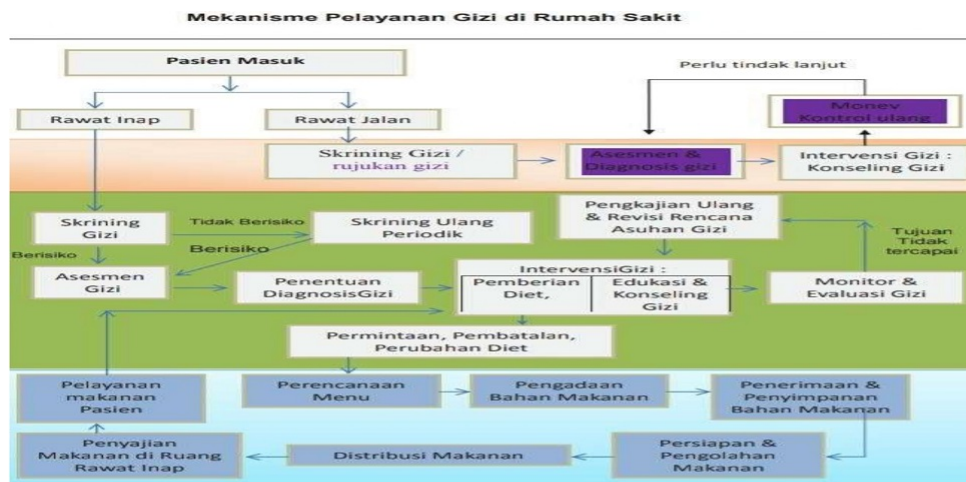 Mekanisme Pelayanan Gizi di Rumah Sakit
Pasien Masuk
Perlu tindak lanjut
Rawat Inap
Rawat Jalan
Monev
Kontrol ulang
Skrining Gizi /
rujukan gizi
Asesmen &
Diagnosis gizi
Intervensi Gizi :
Konseling Gizi
Skrining
Gizi
Tidak Berisiko
Skrining Ulang
Periodik
Pengkajian Ulang
& Revisi Rencana
Asuhan Gizi
Tujuan
Tidak
tercapai
Berisiko
Berisiko
Asesmen
Gizi
Penentuan
DiagnosisGizi
IntervensiGizi :
Pemberian
Diet,
Edukasi &
Konseling
Gizi
Monitor &
Evaluasi Gizi
Permintaan, Pembatalan,
Perubahan Diet
Pelayanan
makanan
Pasien
Perencanaan
Menu
Pengadaan
Bahan Makanan
Penerimaan &
Penyimpanan
Bahan Makanan
Penyajian
Makanan di Ruang
Rawat Inap
Distribusi Makanan
Persiapan &
Pengolahan
Makanan